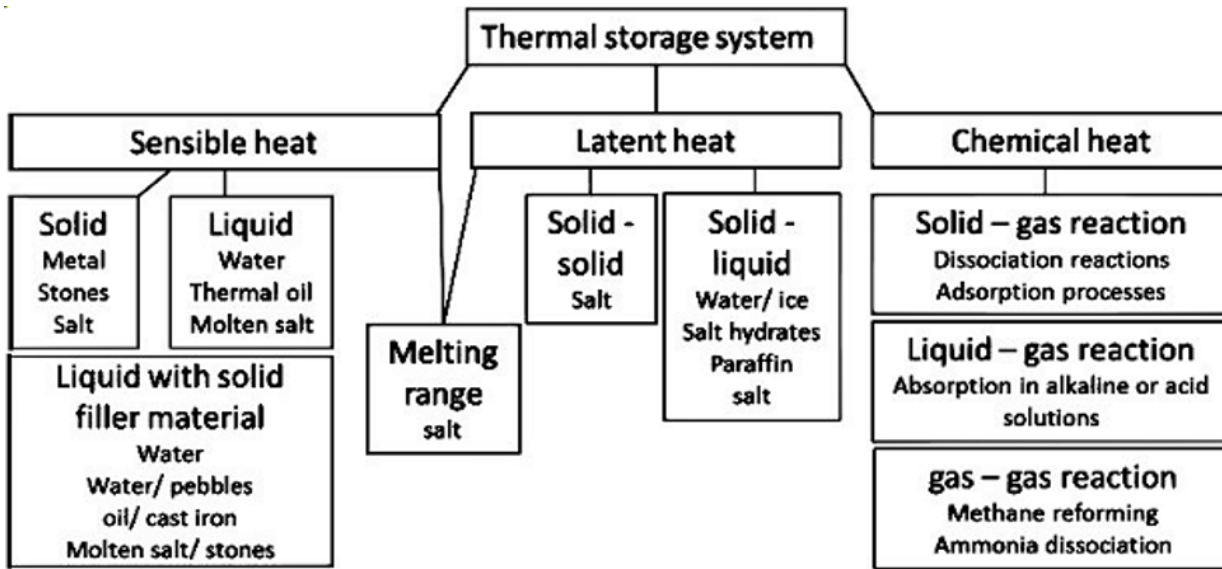 Thermal storage system
Sensible heat
Latent heat
Chemical heat
Solid
Metal
Stones
Salt
Liquid
Water
Thermal oil
Molten salt
Liquid with solid
filler material
Water
Water/ pebbles
oil/ cast iron
Molten salt/ stones
Melting
range
salt
Solid -
solid
Salt
Solid -
liquid
Water/ ice
Salt hydrates
Paraffin
salt
Solid – gas reaction
Dissociation reactions
Adsorption processes
Liquid – gas reaction
Absorption in alkaline or acid
solutions
gas – gas reaction
Methane reforming
Ammonia dissociation